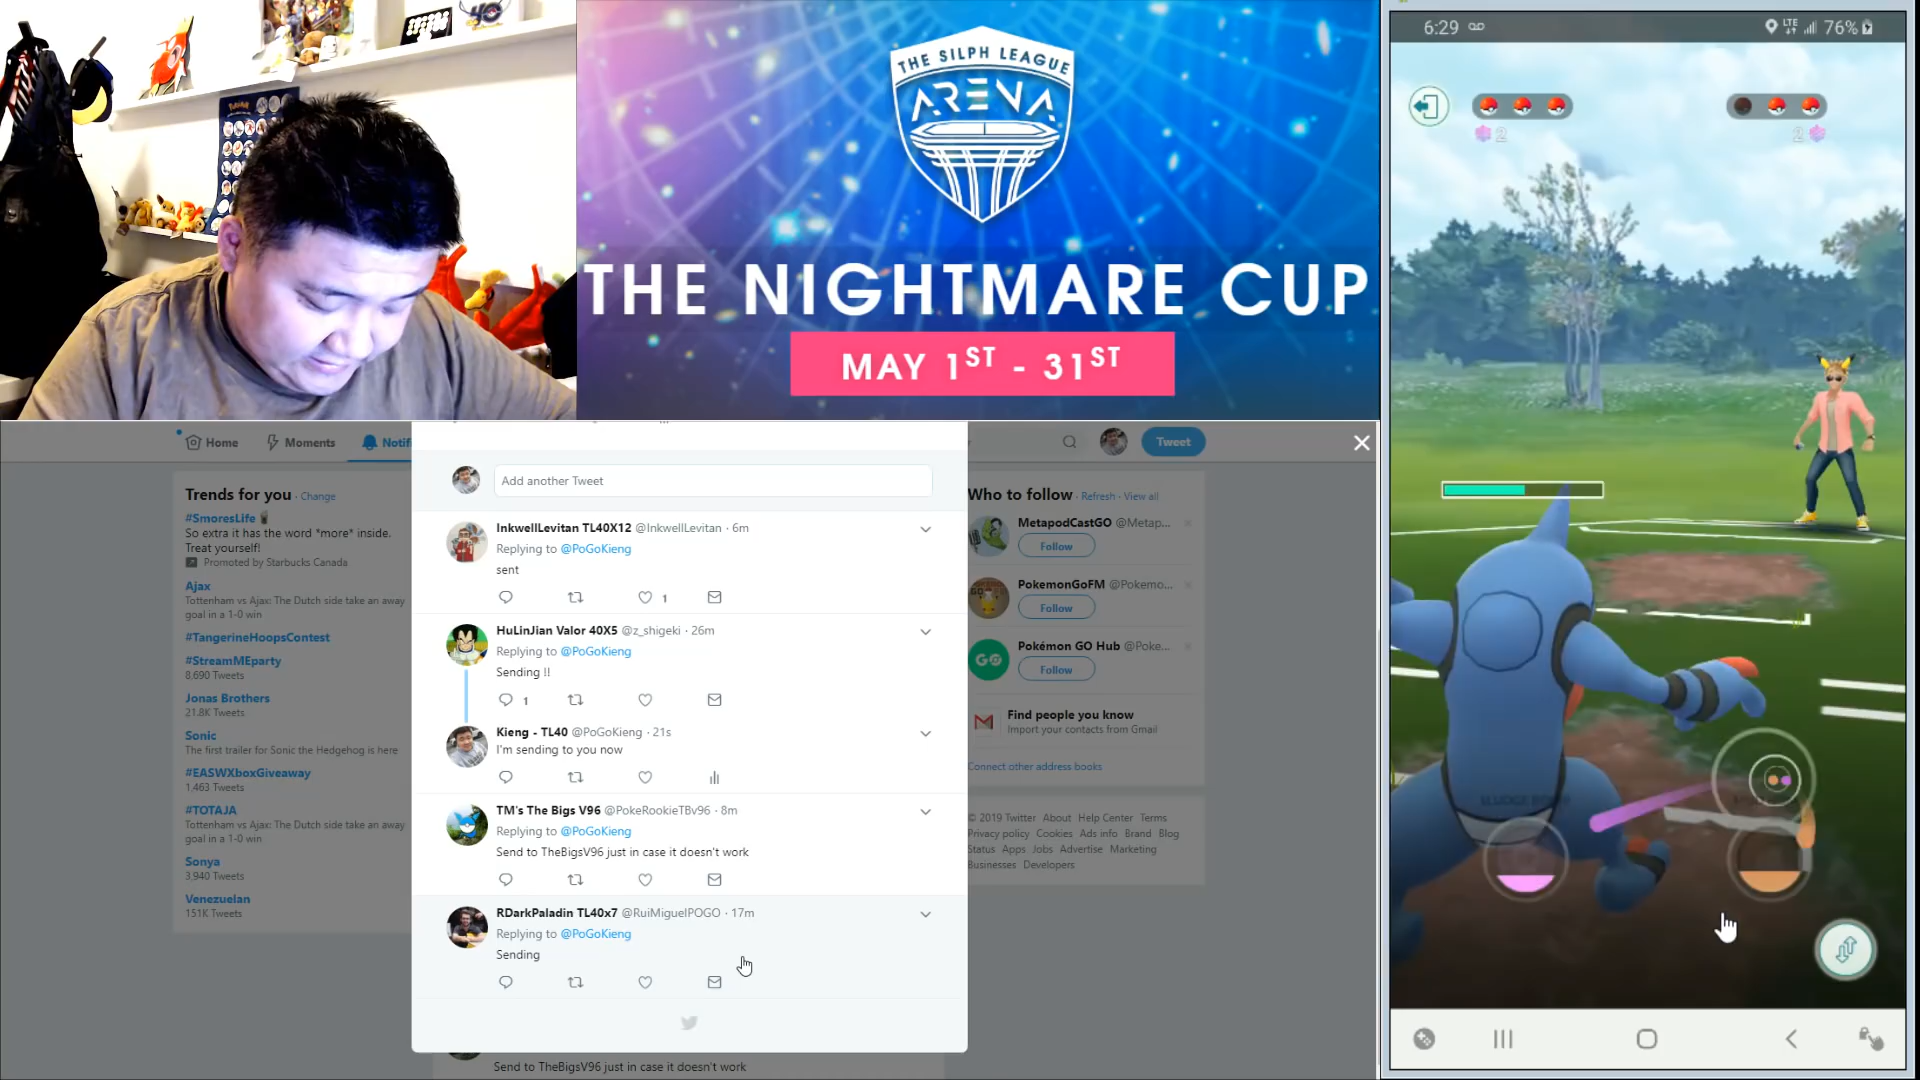 THE SILPH LEAGUE
ARENA
THE NIGHTMARE CUP
MAY 1ST - 31ST
6:29
LTE
76%
2
2
Home
Moments
Notif
Tweet
Trends for you · Change
#SmoresLife
So extra it has the word *more* inside.
Treat yourself!
Promoted by Starbucks Canada
Ajax
Tottenham vs Ajax: The Dutch side take an away
goal in a 1-0 win
#TangerineHoopsContest
#StreamMEparty
8,690 Tweets
Jonas Brothers
21.8K Tweets
Sonic
The first trailer for Sonic the Hedgehog is here
#EASWXboxGiveaway
1,463 Tweets
#TOTAJA
Tottenham vs Ajax: The Dutch side take an away
goal in a 1-0 win
Sonya
3,940 Tweets
Venezuelan
151K Tweets
Add another Tweet
InkwellLevitan TL40X12 @InkwellLevitan · 6m
Replying to @PoGoKieng
sent
1
HuLinJian Valor 40X5 @z_shigeki · 26m
Replying to @PoGoKieng
Sending !!
1
Kieng - TL40 @PoGoKieng · 21s
I'm sending to you now
TM's The Bigs V96 @PokeRookieTBv96 · 8m
Replying to @PoGoKieng
Send to TheBigsV96 just in case it doesn't work
RDarkPaladin TL40x7 @RuiMiguelPOGO · 17m
Replying to @PoGoKieng
Sending
Send to TheBigsV96 just in case it doesn't work
Who to follow · Refresh · View all
MetapodCastGO @Metap...
Follow
PokemonGoFM @Pokemo...
Follow
Pokémon GO Hub @Poke...
Follow
Find people you know
Import your contacts from Gmail
Connect other address books
© 2019 Twitter About Help Center Terms
Privacy policy Cookies Ads info Brand Blog
Status Apps Jobs Advertise Marketing
Businesses Developers